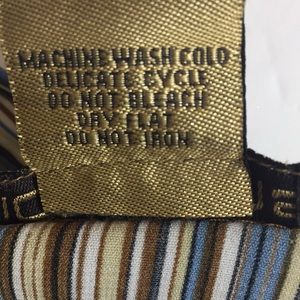 MACHINE WASH COLD
DELICATE CYCLE
DO NOT BLEACH
DRY FLAT
DO NOT IRON